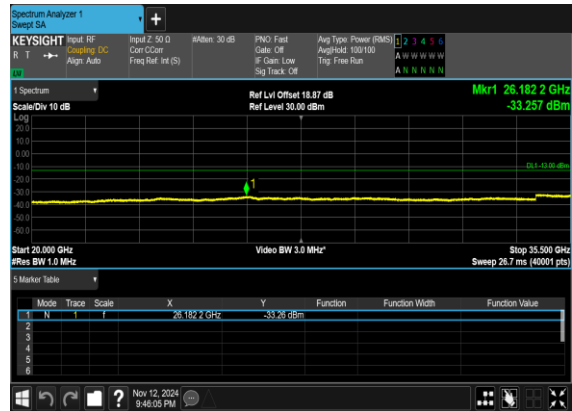 Spectrum Analyzer 1
Swept SA
+
KEYSIGHT Input: RF Input Z: 50 Ω #Atten: 30 dB PNO: Fast Avg Type: Power (RMS) 1 2 3 4 5 6
R T Coupling: DC Corr CCorr Gate: Off Avg|Hold: 100/100 A W W W W W
Align: Auto Freq Ref: Int (S) IF Gain: Low Trig: Free Run
Sig Track: Off A N N N N N
1 Spectrum Ref Lvl Offset 18.87 dB Mkr1 26.182 2 GHz
Scale/Div 10 dB Ref Level 30.00 dBm -33.257 dBm
Log
20.0
10.0
0.00
-10.0 DL1 -13.00 dBm
-20.0
-30.0 1
-40.0
-50.0
-60.0
Start 20.000 GHz Video BW 3.0 MHz* Stop 35.500 GHz
#Res BW 1.0 MHz Sweep 26.7 ms (40001 pts)
5 Marker Table
Mode Trace Scale X Y Function Function Width Function Value
1 N 1 f 26.182 2 GHz -33.26 dBm
2
3
4
5
6
? Nov 12, 2024
9:46:05 PM